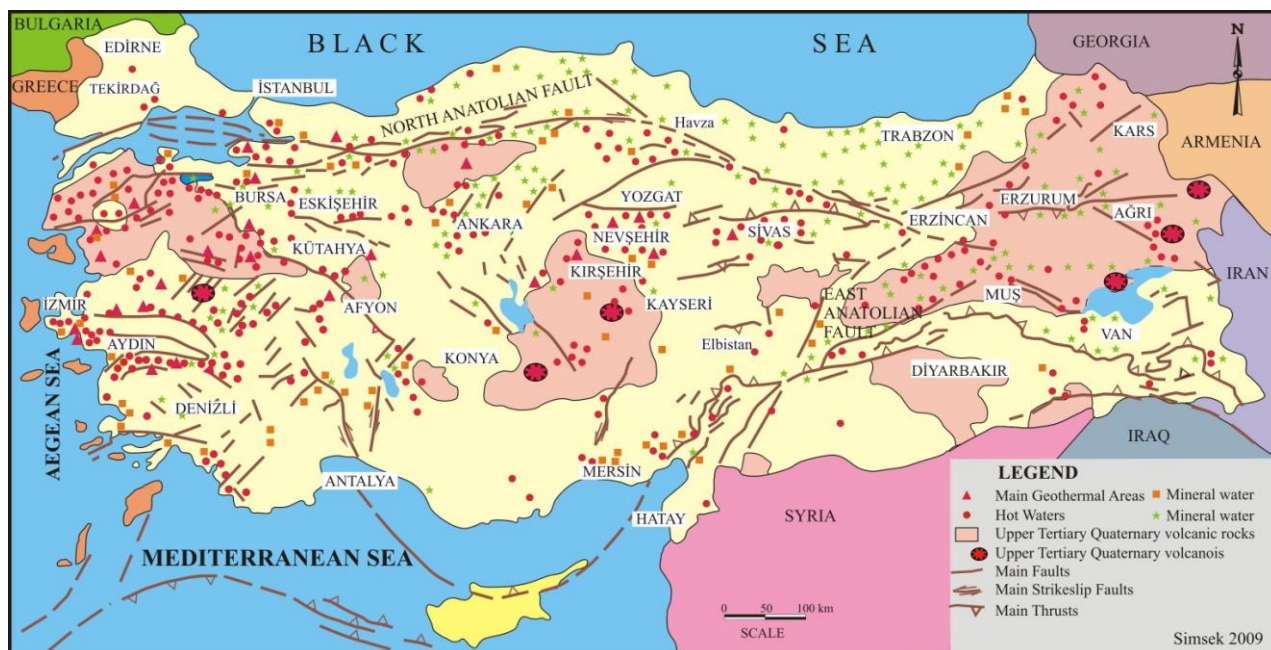 BULGARIA
BLACK SEA
GEORGIA
N
EDİRNE
GREECE
TEKİRDAĞ
İSTANBUL
NORTH ANATOLIAN FAULT
Havza
TRABZON
KARS
ARMENIA
BURSA
ESKİŞEHİR
ANKARA
YOZGAT
ERZİNCAN
ERZURUM
AĞRI
KÜTAHYA
NEVŞEHİR
SİVAS
KIRŞEHİR
IRAN
İZMİR
AFYON
KAYSERİ
EAST
ANATOLIAN
FAULT
MUŞ
AYDIN
KONYA
Elbistan
VAN
DİYARBAKIR
AEGEAN SEA
DENİZLİ
IRAQ
ANTALYA
MERSİN
HATAY
SYRIA
MEDITERRANEAN SEA
LEGEND
Main Geothermal Areas
Mineral water
Hot Waters
Mineral water
Upper Tertiary Quaternary volcanic rocks
Upper Tertiary Quaternary volcanois
Main Faults
Main Strikeslip Faults
Main Thrusts
0 50 100 km
SCALE
Simsek 2009